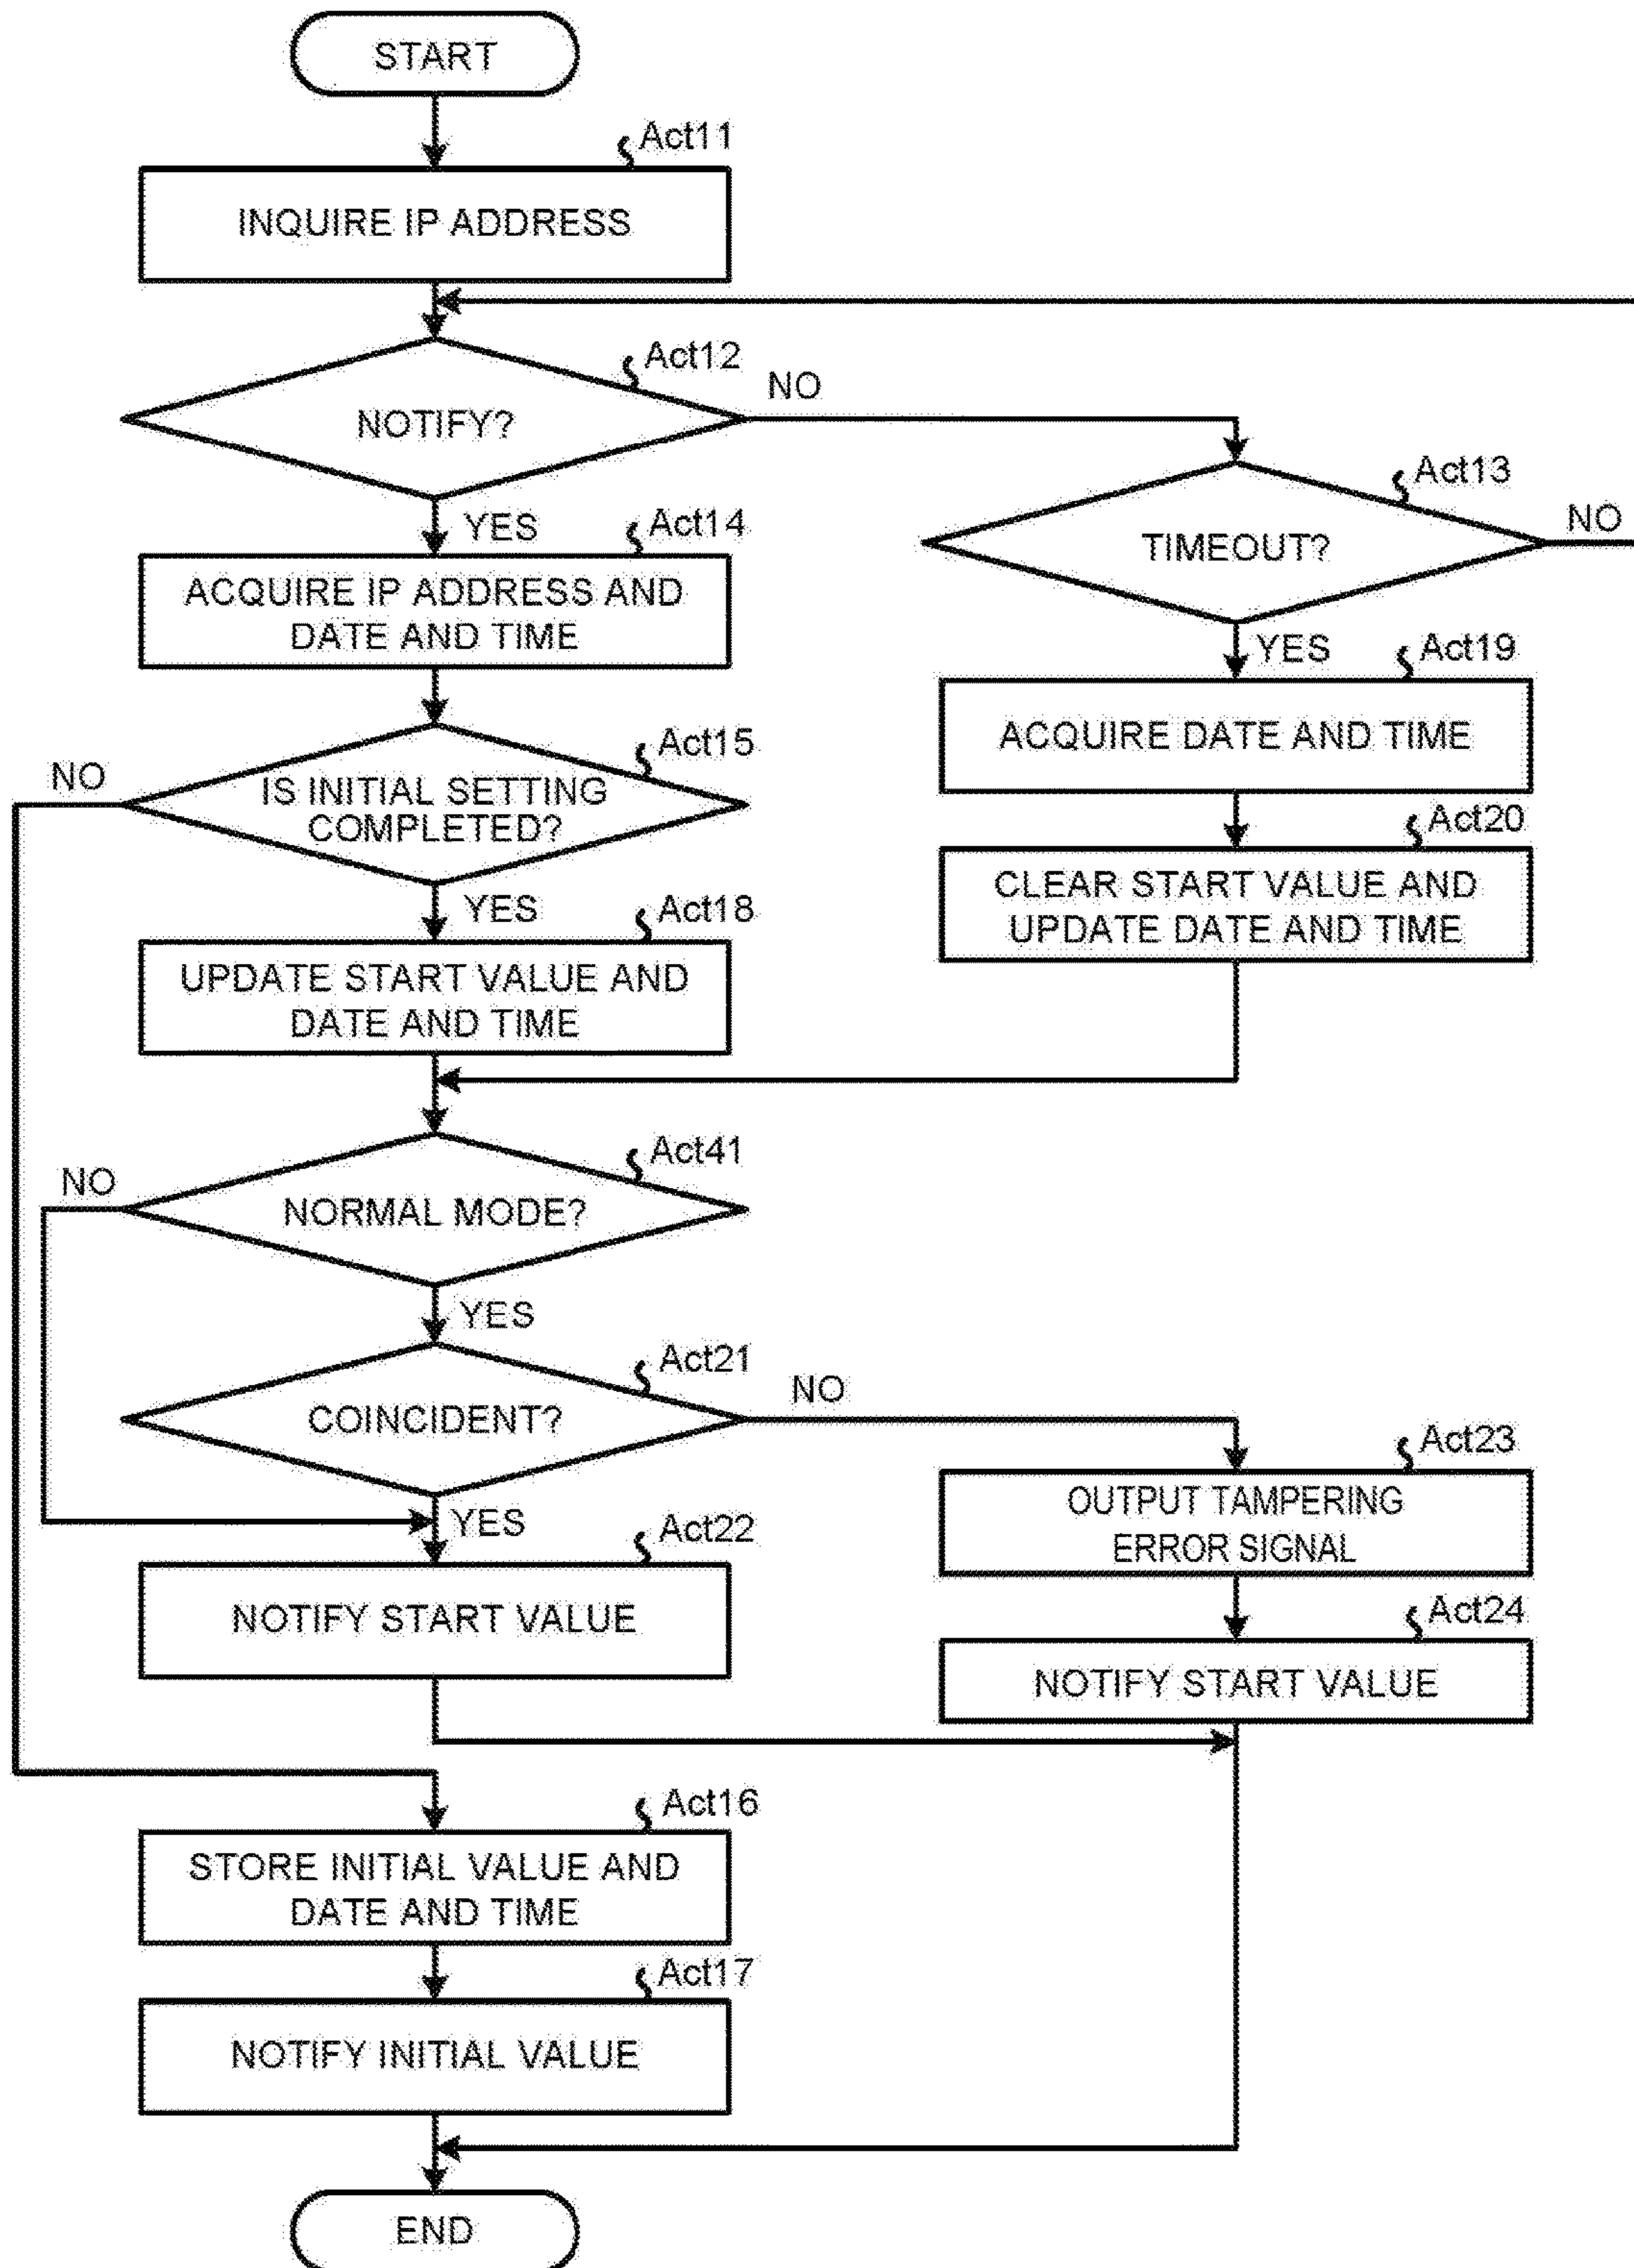 START
Act11
INQUIRE IP ADDRESS
Act12
NOTIFY?
NO
Act13
TIMEOUT?
NO
YES
Act14
ACQUIRE IP ADDRESS AND
DATE AND TIME
YES
Act19
ACQUIRE DATE AND TIME
Act15
IS INITIAL SETTING
COMPLETED?
NO
Act20
CLEAR START VALUE AND
UPDATE DATE AND TIME
YES
Act18
UPDATE START VALUE AND
DATE AND TIME
Act41
NORMAL MODE?
NO
YES
Act21
COINCIDENT?
NO
Act23
OUTPUT TAMPERING
ERROR SIGNAL
YES
Act22
NOTIFY START VALUE
Act24
NOTIFY START VALUE
Act16
STORE INITIAL VALUE AND
DATE AND TIME
Act17
NOTIFY INITIAL VALUE
END